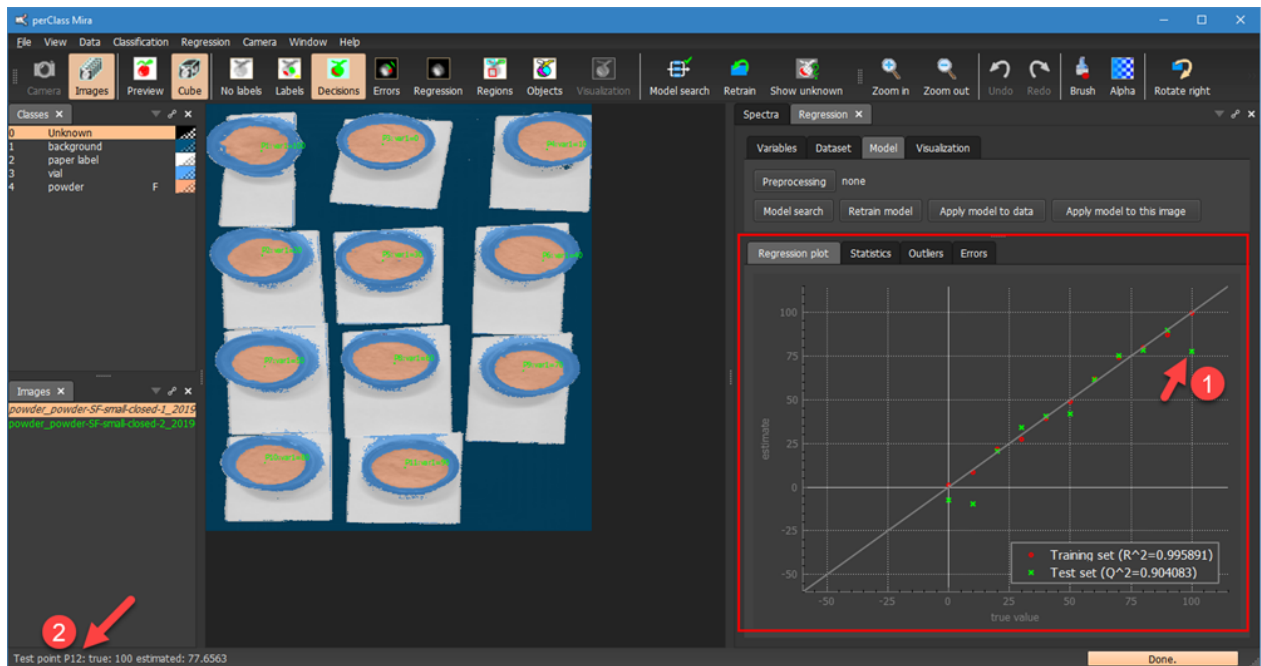 perClass Mira
File View Data Classification Regression Camera Window Help
Camera Images Preview Cube No labels Labels Decisions Errors Regression Regions Objects Visualization Model search Retrain Show unknown Zoom in Zoom out Undo Redo Brush Alpha Rotate right
Classes
0 Unknown
1 background
2 paper label
3 vial
4 powder F
Images
powder_powder-SF-small-closed-1_2019
powder_powder-SF-small-closed-2_2019
Spectra Regression
Variables Dataset Model Visualization
Preprocessing none
Model search Retrain model Apply model to data Apply model to this image
Regression plot Statistics Outliers Errors
100
75
50
25
0
-25
-50
estimate
-50 -25 0 25 50 75 100
true value
Training set (R^2=0.995891)
Test set (Q^2=0.904083)
1
2
Test point P12: true: 100 estimated: 77.6563
Done.